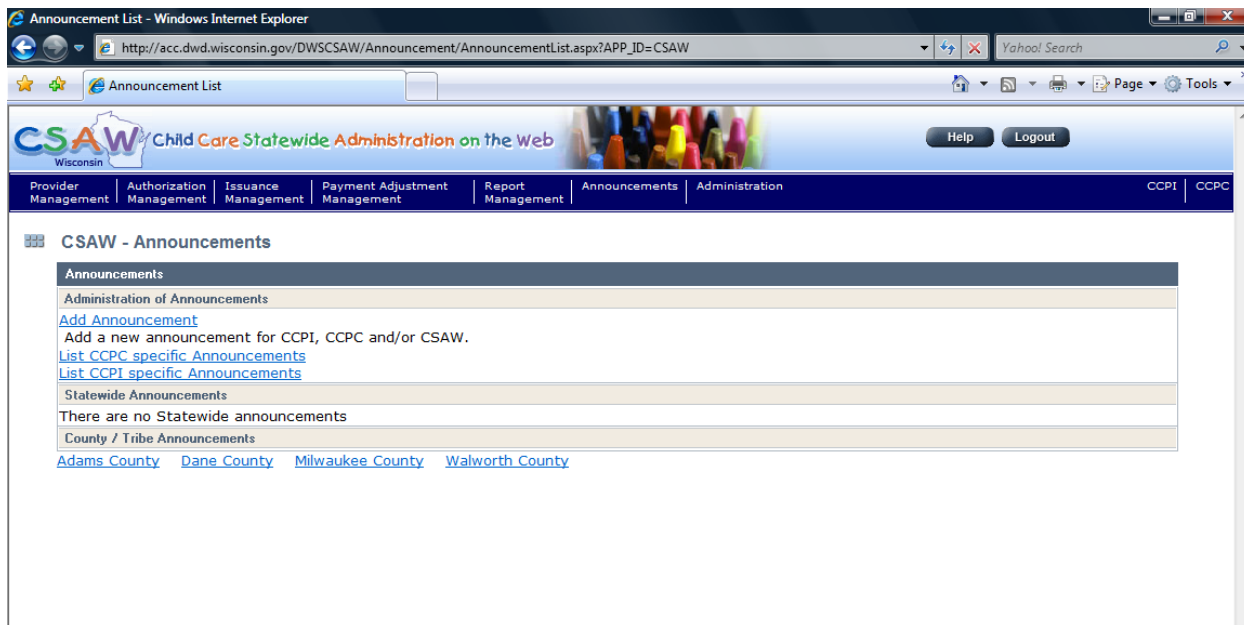 Announcement List - Windows Internet Explorer
http://acc.dwd.wisconsin.gov/DWSCSAW/Announcement/AnnouncementList.aspx?APP_ID=CSAW
Yahoo! Search
Announcement List
Page
Tools
CSAW
Wisconsin
Child Care Statewide Administration on the Web
Help
Logout
Provider Management
Authorization Management
Issuance Management
Payment Adjustment Management
Report Management
Announcements
Administration
CCPI
CCPC
CSAW - Announcements
Announcements
Administration of Announcements
Add Announcement
Add a new announcement for CCPI, CCPC and/or CSAW.
List CCPC specific Announcements
List CCPI specific Announcements
Statewide Announcements
There are no Statewide announcements
County / Tribe Announcements
Adams County Dane County Milwaukee County Walworth County